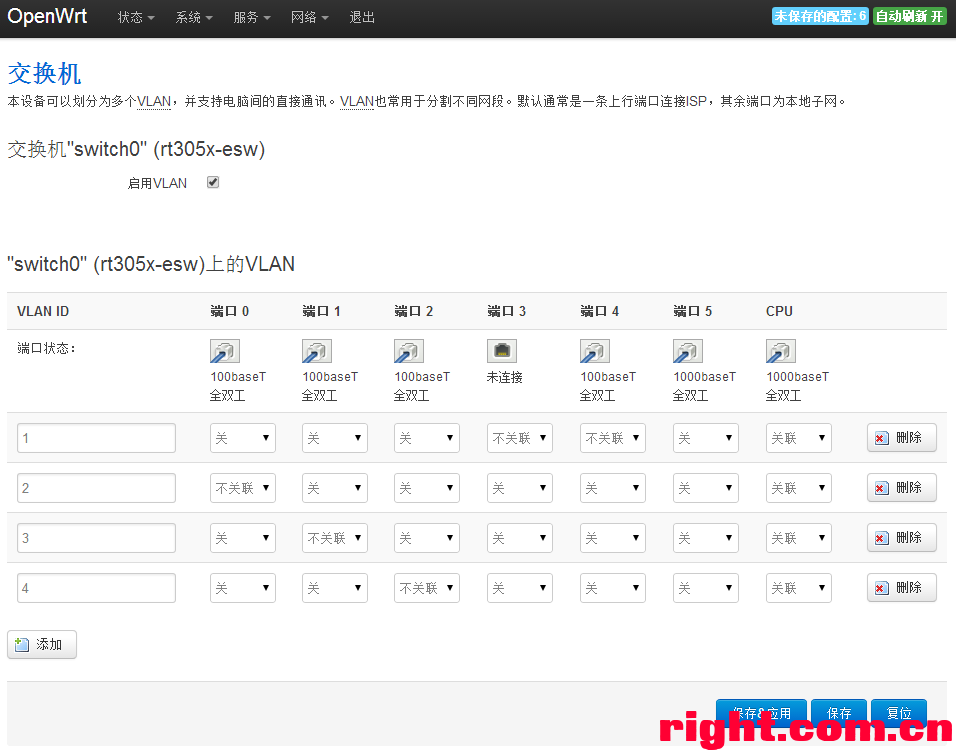 OpenWrt 状态 系统 服务 网络 退出 未保存的配置: 6 自动刷新 开
交换机
本设备可以划分为多个VLAN，并支持电脑间的直接通讯。VLAN也常用于分割不同网段。默认通常是一条上行端口连接ISP，其余端口为本地子网。
交换机"switch0" (rt305x-esw)
启用VLAN
"switch0" (rt305x-esw)上的VLAN
VLAN ID 端口 0 端口 1 端口 2 端口 3 端口 4 端口 5 CPU
端口状态：
100baseT 100baseT 100baseT 未连接 100baseT 1000baseT 1000baseT
全双工 全双工 全双工 全双工 全双工 全双工
1 关 关 关 不关联 不关联 关 关联 删除
2 不关联 关 关 关 关 关 关联 删除
3 关 不关联 关 关 关 关 关联 删除
4 关 关 不关联 关 关 关 关联 删除
添加
保存&应用 保存 复位
right.com.cn